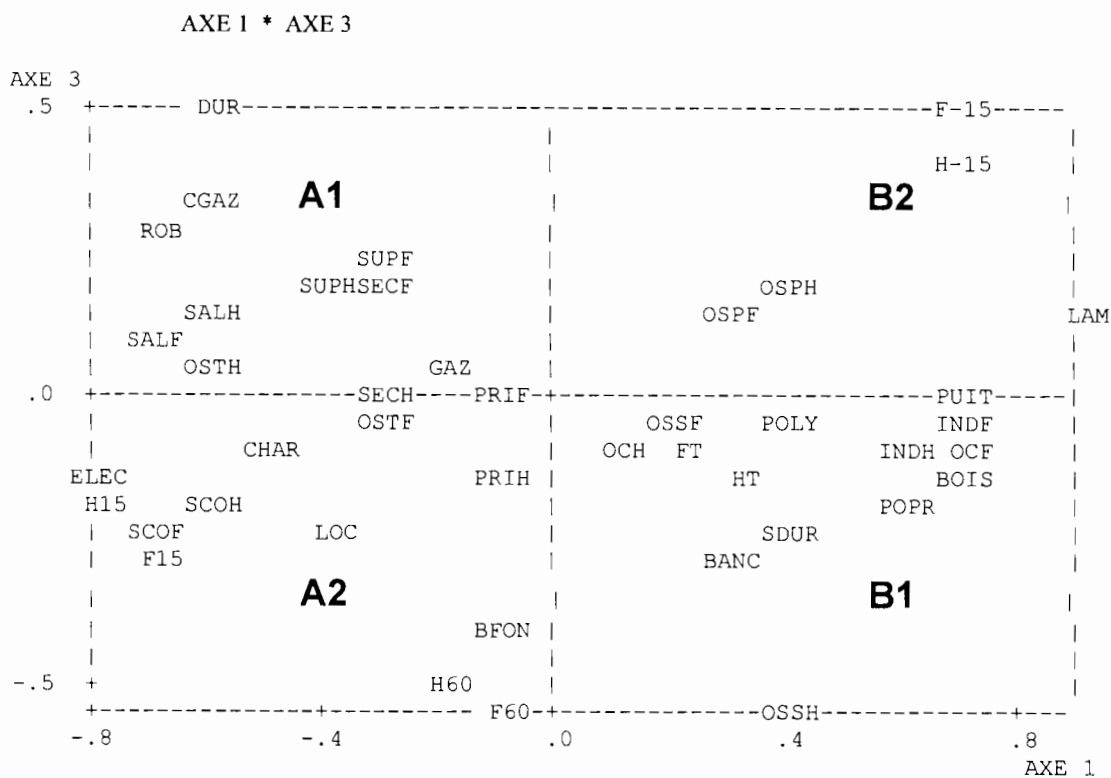 AXE 1 * AXE 3
AXE 3
.5 +------ DUR------------------------------------------------F-15-----
H-15
CGAZ A1 B2
ROB
SUPF
SUPHSECF OSPH
SALH OSPF LAM
SALF
OSTH GAZ
.0 +-----------------------SECH-----PRIF-+---------------------------------PUIT-----
OSTF OSSF POLY INDF
CHAR OCH FT INDH OCF
ELEC PRIH HT BOIS
H15 SCOH POPR
SCOF LOC SDUR
F15 BANC
A2 B1
BFON
-.5 + H60
+-------------------+------------- F60-+------------------OSSH----------------+----
-.8 -.4 .0 .4 .8
AXE 1